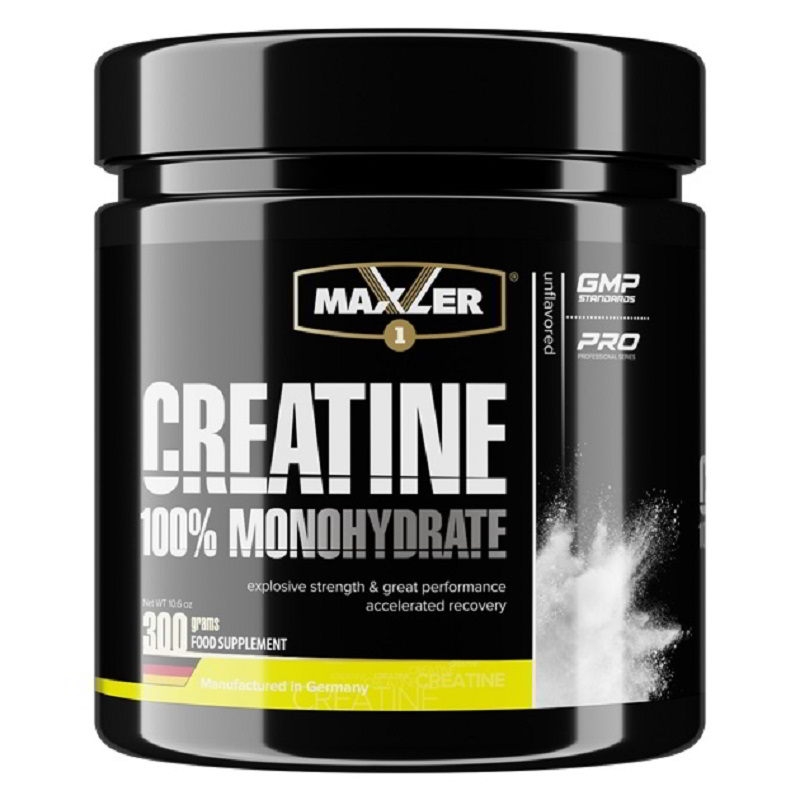 MAXLER
®
1
unflavored
GMP
STANDARDS
PRO
PROFESSIONAL SERIES
CREATINE
100% MONOHYDRATE
explosive strength & great performance
accelerated recovery
Net WT 10.6 oz
300 grams
FOOD SUPPLEMENT
Manufactured in Germany
CREATINE
CREATINE